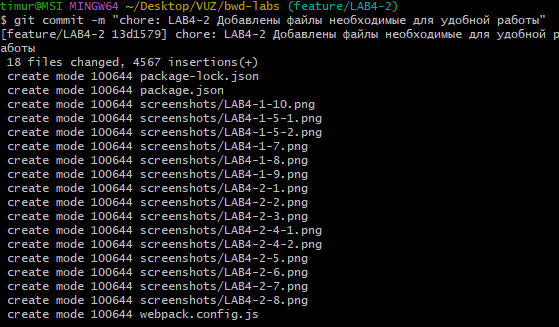 timur@MSI MINGW64 ~/Desktop/VUZ/bwd-labs (feature/LAB4-2)
$ git commit -m "chore: LAB4-2 Добавлены файлы необходимые для удобной работы"
[feature/LAB4-2 13d1579] chore: LAB4-2 Добавлены файлы необходимые для удобной р
аботы
 18 files changed, 4567 insertions(+)
 create mode 100644 package-lock.json
 create mode 100644 package.json
 create mode 100644 screenshots/LAB4-1-10.png
 create mode 100644 screenshots/LAB4-1-5-1.png
 create mode 100644 screenshots/LAB4-1-5-2.png
 create mode 100644 screenshots/LAB4-1-7.png
 create mode 100644 screenshots/LAB4-1-8.png
 create mode 100644 screenshots/LAB4-1-9.png
 create mode 100644 screenshots/LAB4-2-1.png
 create mode 100644 screenshots/LAB4-2-2.png
 create mode 100644 screenshots/LAB4-2-3.png
 create mode 100644 screenshots/LAB4-2-4-1.png
 create mode 100644 screenshots/LAB4-2-4-2.png
 create mode 100644 screenshots/LAB4-2-5.png
 create mode 100644 screenshots/LAB4-2-6.png
 create mode 100644 screenshots/LAB4-2-7.png
 create mode 100644 screenshots/LAB4-2-8.png
 create mode 100644 webpack.config.js